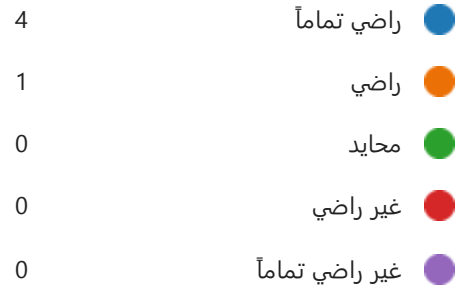 راضي تماماً 4
راضي 1
محايد 0
غير راضي 0
غير راضي تماماً 0